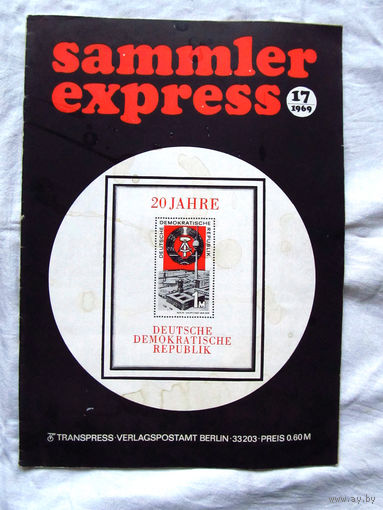 sammler
express
17
1969
20 JAHRE
DEUTSCHE DEMOKRATISCHE REPUBLIK
M
DEUTSCHE
DEMOKRATISCHE
REPUBLIK
TRANSPRESS · VERLAGSPOSTAMT BERLIN · 33203 · PREIS 0.60 M
www.ay.by